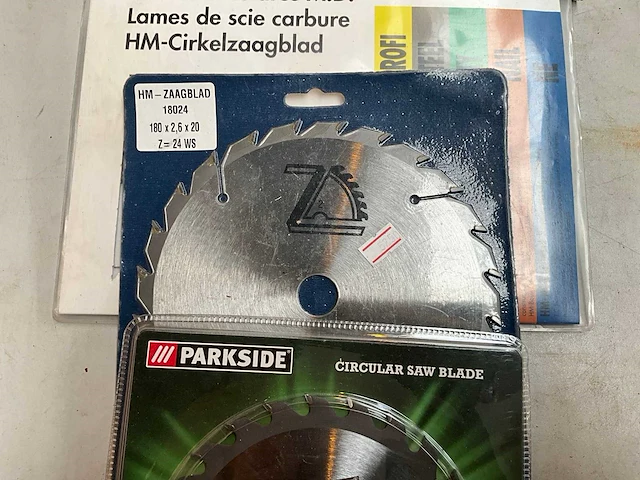 Lames de scie carbure
HM-Cirkelzaagblad
PROFI
HM - ZAAGBLAD
18024
180 x 2,6 x 20
Z= 24 WS
PARKSIDE
CIRCULAR SAW BLADE